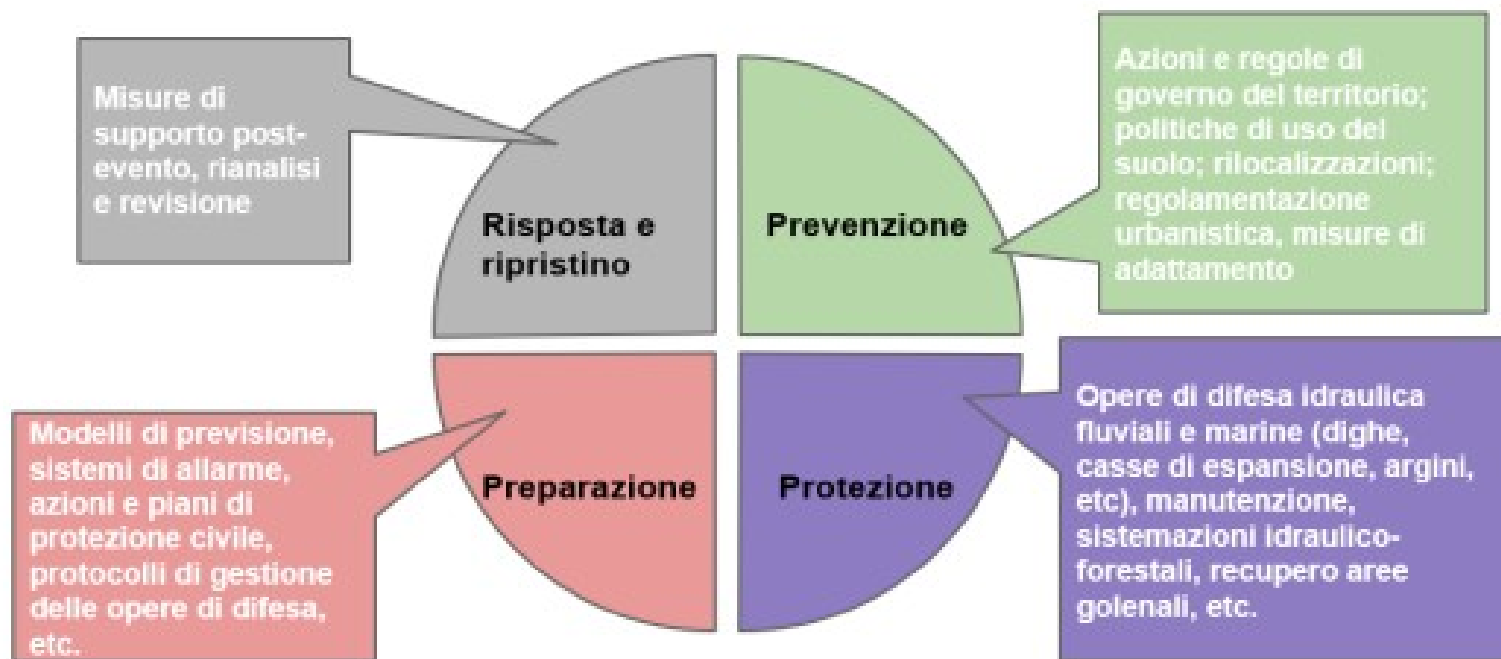 Misure di
supporto post-
evento, rianalisi
e revisione
Risposta e
ripristino
Prevenzione
Azioni e regole di
governo del territorio;
politiche di uso del
suolo; rilocalizzazioni;
regolamentazione
urbanistica, misure di
adattamento
Modelli di previsione,
sistemi di allarme,
azioni e piani di
protezione civile,
protocolli di gestione
delle opere di difesa,
etc.
Preparazione
Protezione
Opere di difesa idraulica
fluviali e marine (dighe,
casse di espansione, argini,
etc), manutenzione,
sistemazioni idraulico-
forestali, recupero aree
golenali, etc.